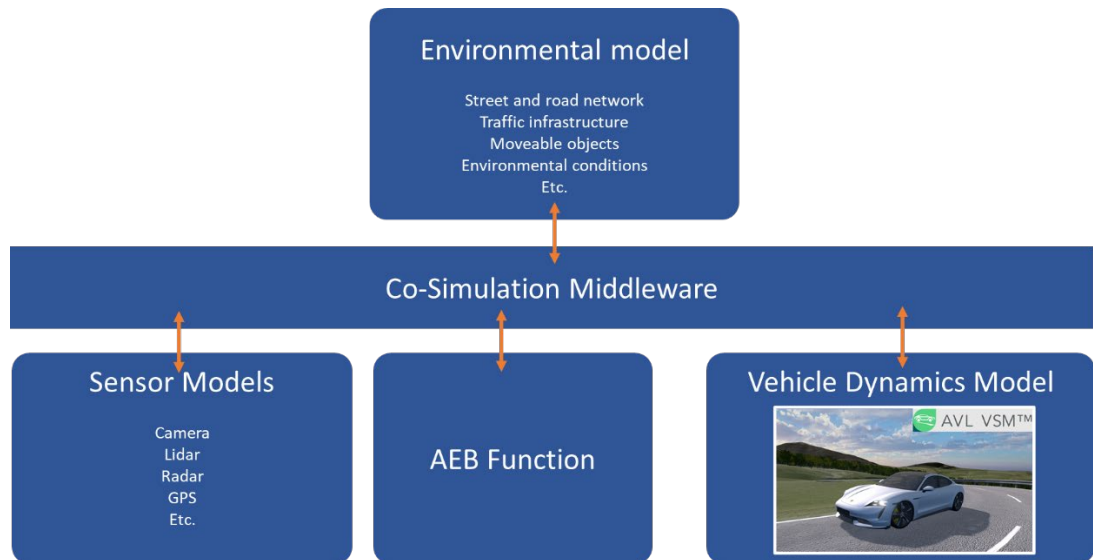 Environmental model
Street and road network
Traffic infrastructure
Moveable objects
Environmental conditions
Etc.
Co-Simulation Middleware
Sensor Models
Camera
Lidar
Radar
GPS
Etc.
AEB Function
Vehicle Dynamics Model
AVL VSM™